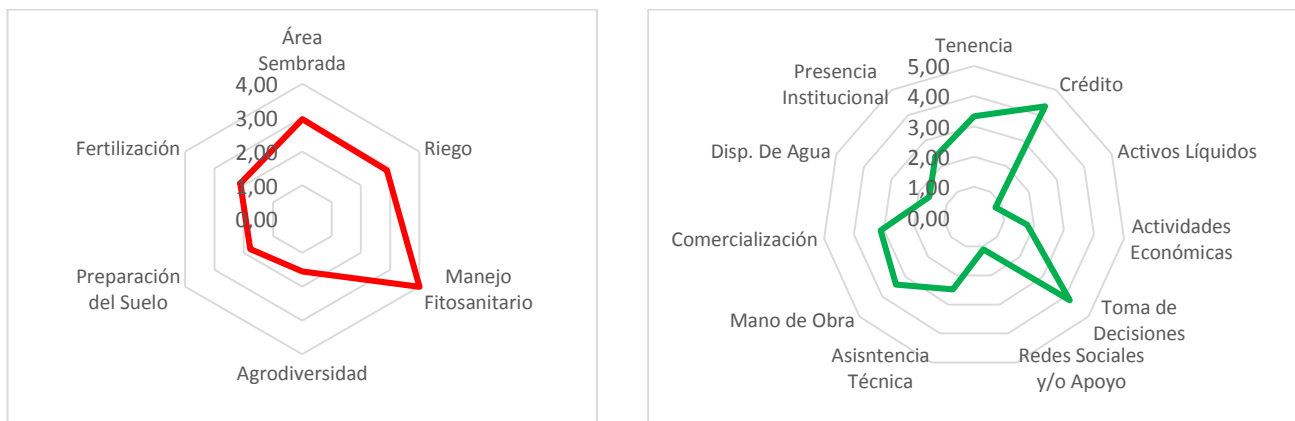 Área
Sembrada
4,00
3,00
2,00
1,00
0,00
Riego
Manejo
Fitosanitario
Agrodiversidad
Preparación
del Suelo
Fertilización
Tenencia
5,00
4,00
3,00
2,00
1,00
0,00
Crédito
Activos Líquidos
Actividades
Económicas
Toma de
Decisiones
Redes Sociales
y/o Apoyo
Asisntencia
Técnica
Mano de Obra
Comercialización
Disp. De Agua
Presencia
Institucional